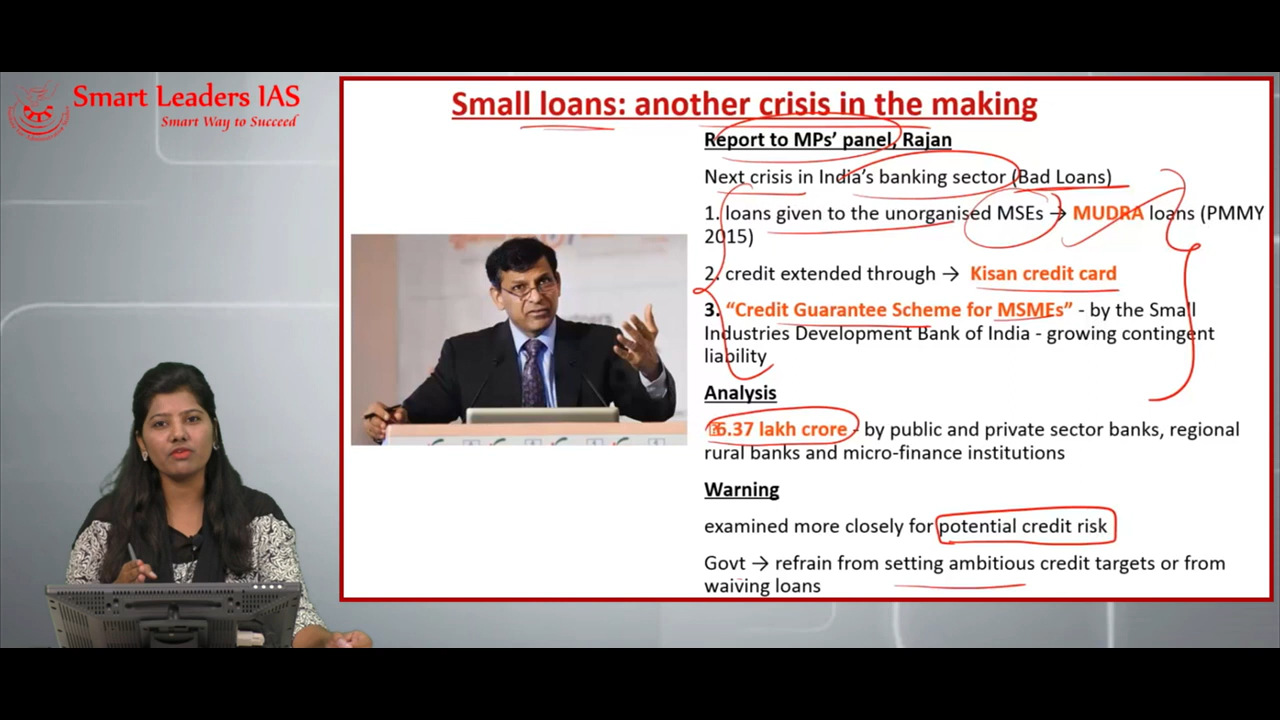 Smart Leaders IAS
Smart Way to Succeed
Small loans: another crisis in the making
Report to MPs’ panel, Rajan
Next crisis in India’s banking sector (Bad Loans)
1. loans given to the unorganised MSEs → MUDRA loans (PMMY
2015)
2. credit extended through → Kisan credit card
3. “Credit Guarantee Scheme for MSMEs” - by the Small
Industries Development Bank of India - growing contingent
liability
Analysis
6.37 lakh crore - by public and private sector banks, regional
rural banks and micro-finance institutions
Warning
examined more closely for potential credit risk
Govt → refrain from setting ambitious credit targets or from
waiving loans